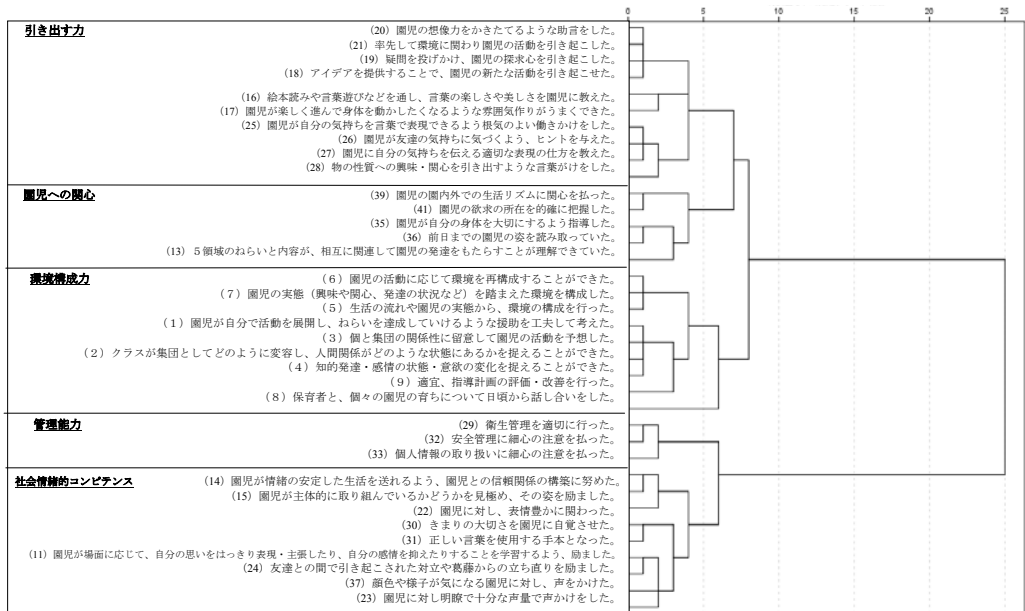 0 5 10 15 20 25
引き出す力
(20) 園児の想像力をかきたてるような助言をした。
(21) 率先して環境に関わり園児の活動を引き起こした。
(19) 疑問を投げかけ、園児の探求心を引き起こした。
(18) アイデアを提供することで、園児の新たな活動を引き起こせた。
(16) 絵本読みや言葉遊びなどを通し、言葉の楽しさや美しさを園児に教えた。
(17) 園児が楽しく進んで身体を動かしたくなるような雰囲気作りがうまくできた。
(25) 園児が自分の気持ちを言葉で表現できるよう根気のよい働きかけをした。
(26) 園児が友達の気持ちに気づくよう、ヒントを与えた。
(27) 園児に自分の気持ちを伝える適切な表現の仕方を教えた。
(28) 物の性質への興味・関心を引き出すような言葉がけをした。
園児への関心
(39) 園児の園内外での生活リズムに関心を払った。
(41) 園児の欲求の所在を的確に把握した。
(35) 園児が自分の身体を大切にするよう指導した。
(36) 前日までの園児の姿を読み取っていた。
(13) ５領域のねらいと内容が、相互に関連して園児の発達をもたらすことが理解できていた。
環境構成力
(６) 園児の活動に応じて環境を再構成することができた。
(７) 園児の実態（興味や関心、発達の状況など）を踏まえた環境を構成した。
(５) 生活の流れや園児の実態から、環境の構成を行った。
(１) 園児が自分で活動を展開し、ねらいを達成していけるような援助を工夫して考えた。
(３) 個と集団の関係性に留意して園児の活動を予想した。
(２) クラスが集団としてどのように変容し、人間関係がどのような状態にあるかを捉えることができた。
(４) 知的発達・感情の状態・意欲の変化を捉えることができた。
(９) 適宜、指導計画の評価・改善を行った。
(８) 保育者と、個々の園児の育ちについて日頃から話し合いをした。
管理能力
(29) 衛生管理を適切に行った。
(32) 安全管理に細心の注意を払った。
(33) 個人情報の取り扱いに細心の注意を払った。
社会情緒的コンピテンス
(14) 園児が情緒の安定した生活を送れるよう、園児との信頼関係の構築に努めた。
(15) 園児が主体的に取り組んでいるかどうかを見極め、その姿を励ました。
(22) 園児に対し、表情豊かに関わった。
(30) きまりの大切さを園児に自覚させた。
(31) 正しい言葉を使用する手本となった。
(11) 園児が場面に応じて、自分の思いをはっきり表現・主張したり、自分の感情を抑えたりすることを学習するよう、励ました。
(24) 友達との間で引き起こされた対立や葛藤からの立ち直りを励ました。
(37) 顔色や様子が気になる園児に対し、声をかけた。
(23) 園児に対し明瞭で十分な声量で声かけをした。